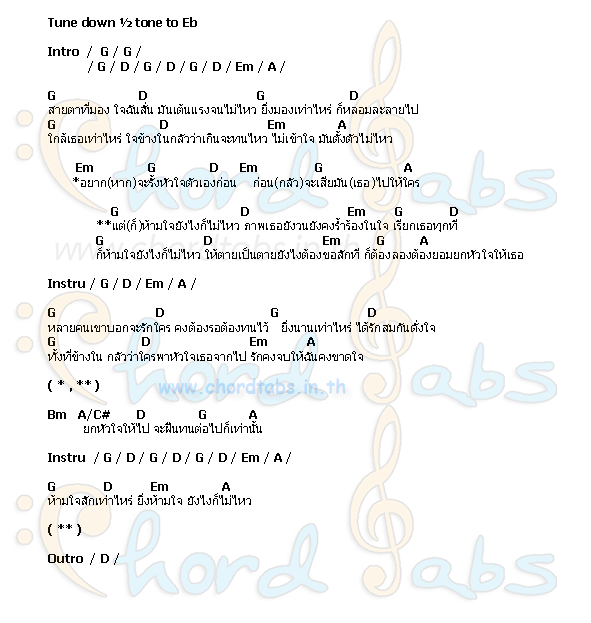 Tune down ½ tone to Eb
Intro / G / G /
/ G / D / G / D / G / D / Em / A /
G D G D
สายตาที่มอง ใจฉันสั่น มันเต้นแรงจนไม่ไหว ยิ่งมองเท่าไหร่ ก็หลอมละลายไป
G D Em A
ใกล้เธอเท่าไหร่ ใจข้างในกลัวว่าเกินจะทนไหว ไม่เข้าใจ มันตั้งตัวไม่ไหว
Em G D Em G A
*อยาก(หาก)จะรั้งหัวใจตัวเองก่อน ก่อน(กลัว)จะเสียมัน(เธอ)ไปให้ใคร
G D Em G D
**แต่(ก็)ห้ามใจยังไงก็ไม่ไหว ภาพเธอยังวนยังคงร่ำร้องในใจ เรียกเธอทุกที
G D Em G A
ก็ห้ามใจยังไงก็ไม่ไหว ให้ตายเป็นตายยังไงต้องขอสักที ก็ต้องลองต้องยอมยกหัวใจให้เธอ
Instru / G / D / Em / A /
G D G D
หลายคนเขาบอกจะรักใคร คงต้องรอต้องทนไว้ ยิ่งนานเท่าไหร่ ได้รักสมกันดั่งใจ
G D Em A
ทั้งที่ข้างใน กลัวว่าใครพาหัวใจเธอจากไป รักคงจบให้ฉันคงขาดใจ
( * , ** )
www.chordtabs.in.th
Bm A/C# D G A
ยกหัวใจให้ไป จะฝืนทนต่อไปก็เท่านั้น
Instru / G / D / G / D / G / D / Em / A /
G D Em A
ห้ามใจสักเท่าไหร่ ยิ่งห้ามใจ ยังไงก็ไม่ไหว
( ** )
Outro / D /